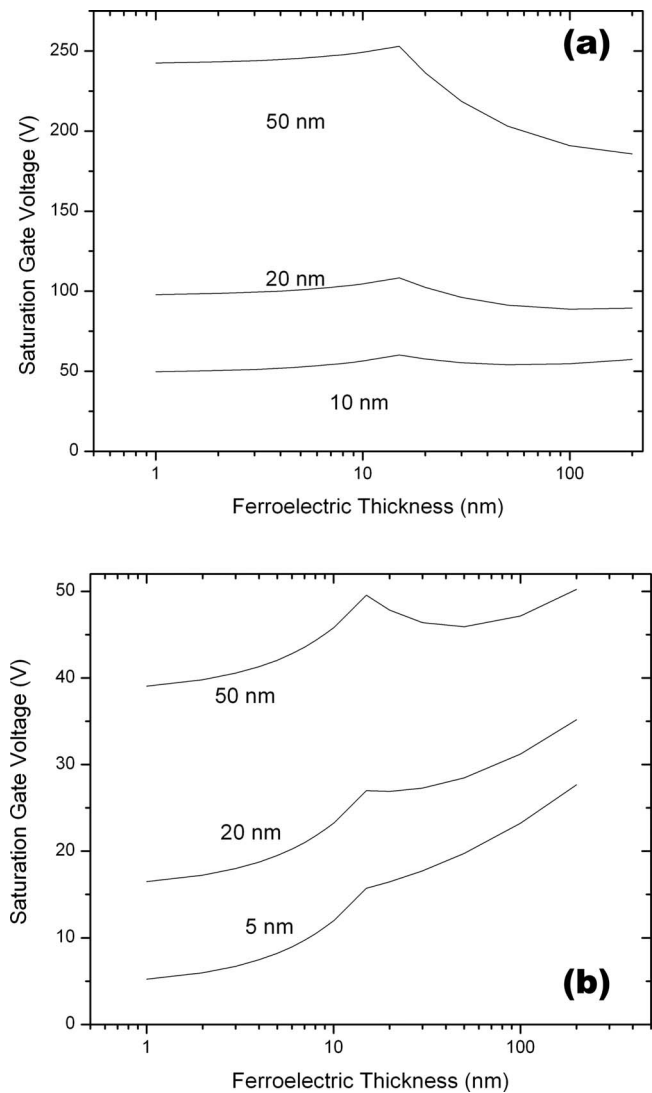 (a)
250
200
150
100
50
0
Saturation Gate Voltage (V)
50 nm
20 nm
10 nm
1
10
100
Ferroelectric Thickness (nm)
50
40
30
20
10
0
Saturation Gate Voltage (V)
50 nm
20 nm
5 nm
(b)
1
10
100
Ferroelectric Thickness (nm)